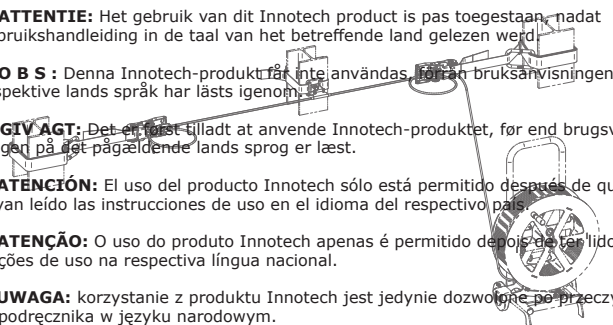 ATTENTIE: Het gebruik van dit Innotech product is pas toegestaan, nadat
bruikshandleiding in de taal van het betreffende land gelezen werd.
O B S : Denna Innotech-produkt får inte användas, förrän bruksanvisningen
spektive lands språk har lästs igenom.
GIV AGT: Det er først tilladt at anvende Innotech-produktet, før end brugsv
gen på det pågældende lands sprog er læst.
ATENCIÓN: El uso del producto Innotech sólo está permitido después de qu
yan leído las instrucciones de uso en el idioma del respectivo país.
ATENÇÃO: O uso do produto Innotech apenas é permitido depois de ter lido
ções de uso na respectiva língua nacional.
UWAGA: korzystanie z produktu Innotech jest jedynie dozwolone po przeczy
podręcznika w języku narodowym.